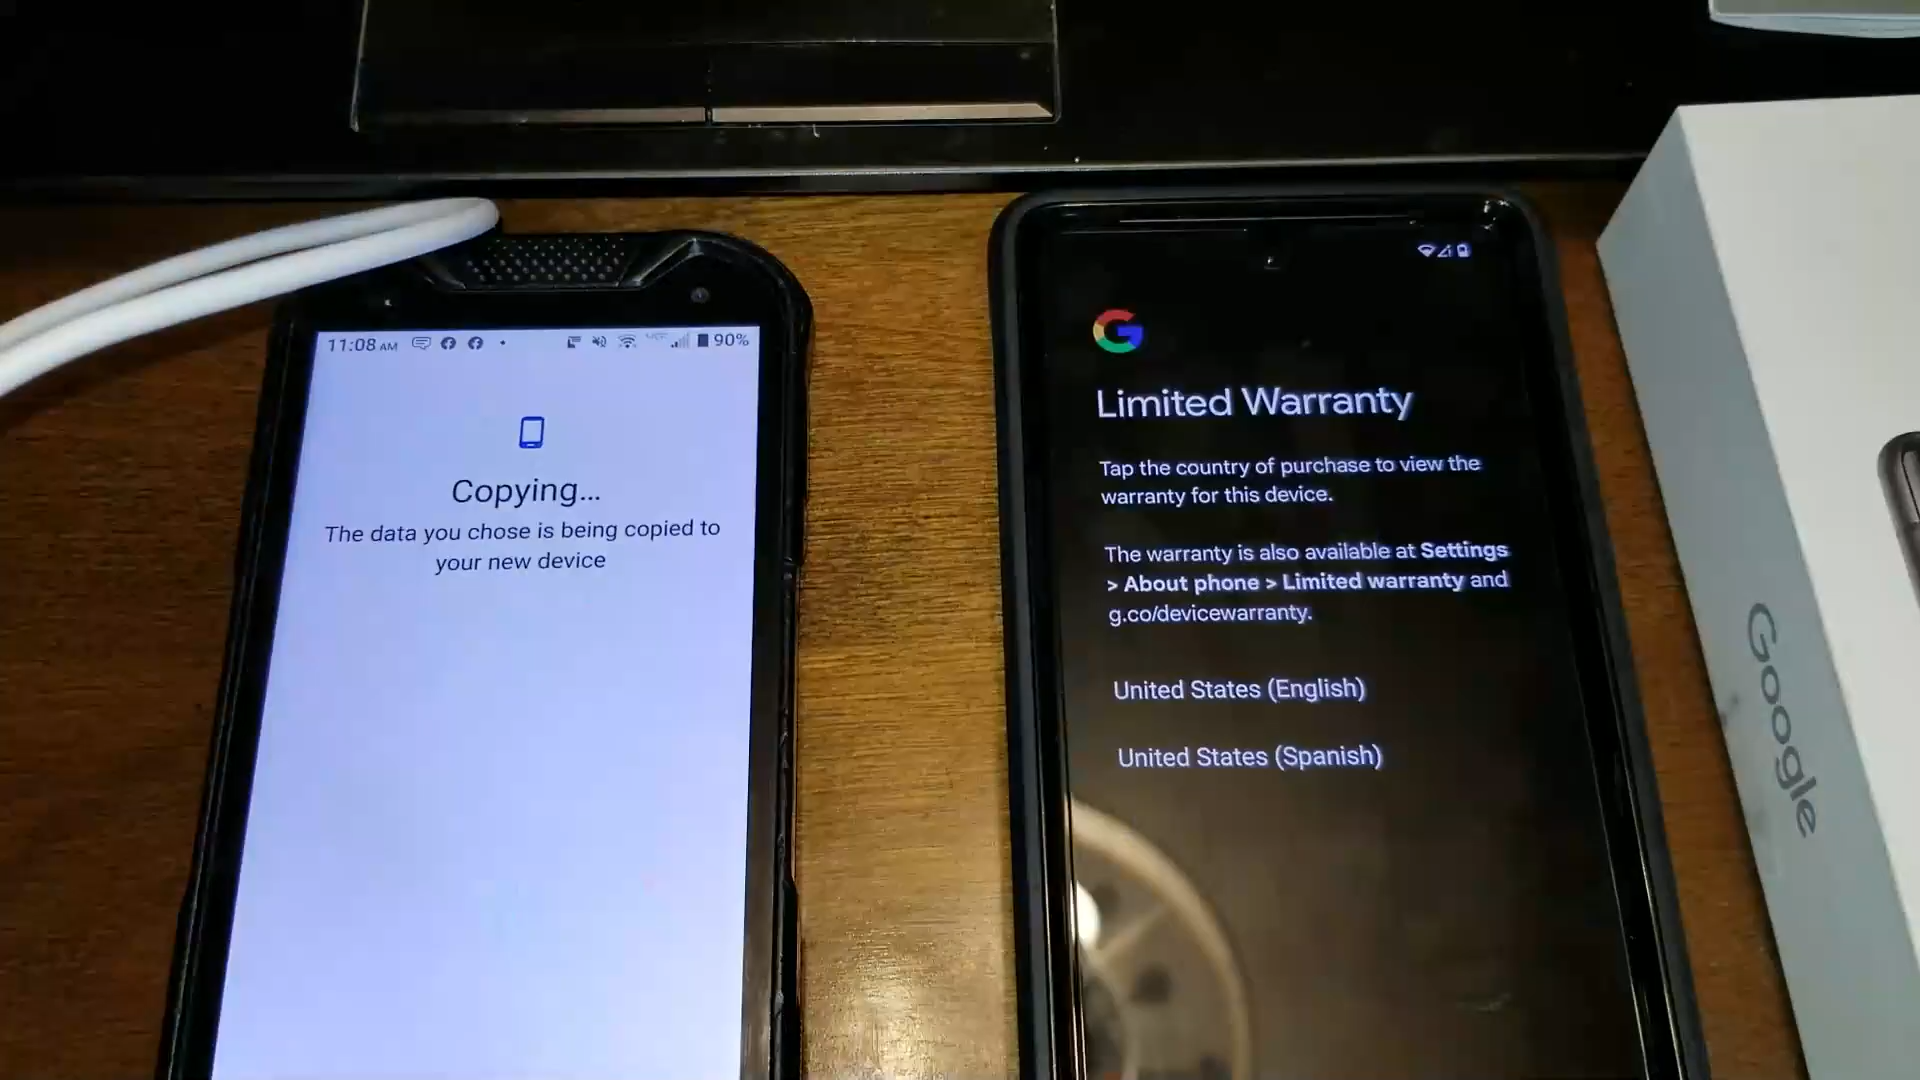 11:08 AM
90%
Copying...
The data you chose is being copied to
your new device
Limited Warranty
Tap the country of purchase to view the
warranty for this device.
The warranty is also available at Settings
> About phone > Limited warranty and
g.co/devicewarranty.
United States (English)
United States (Spanish)
Google